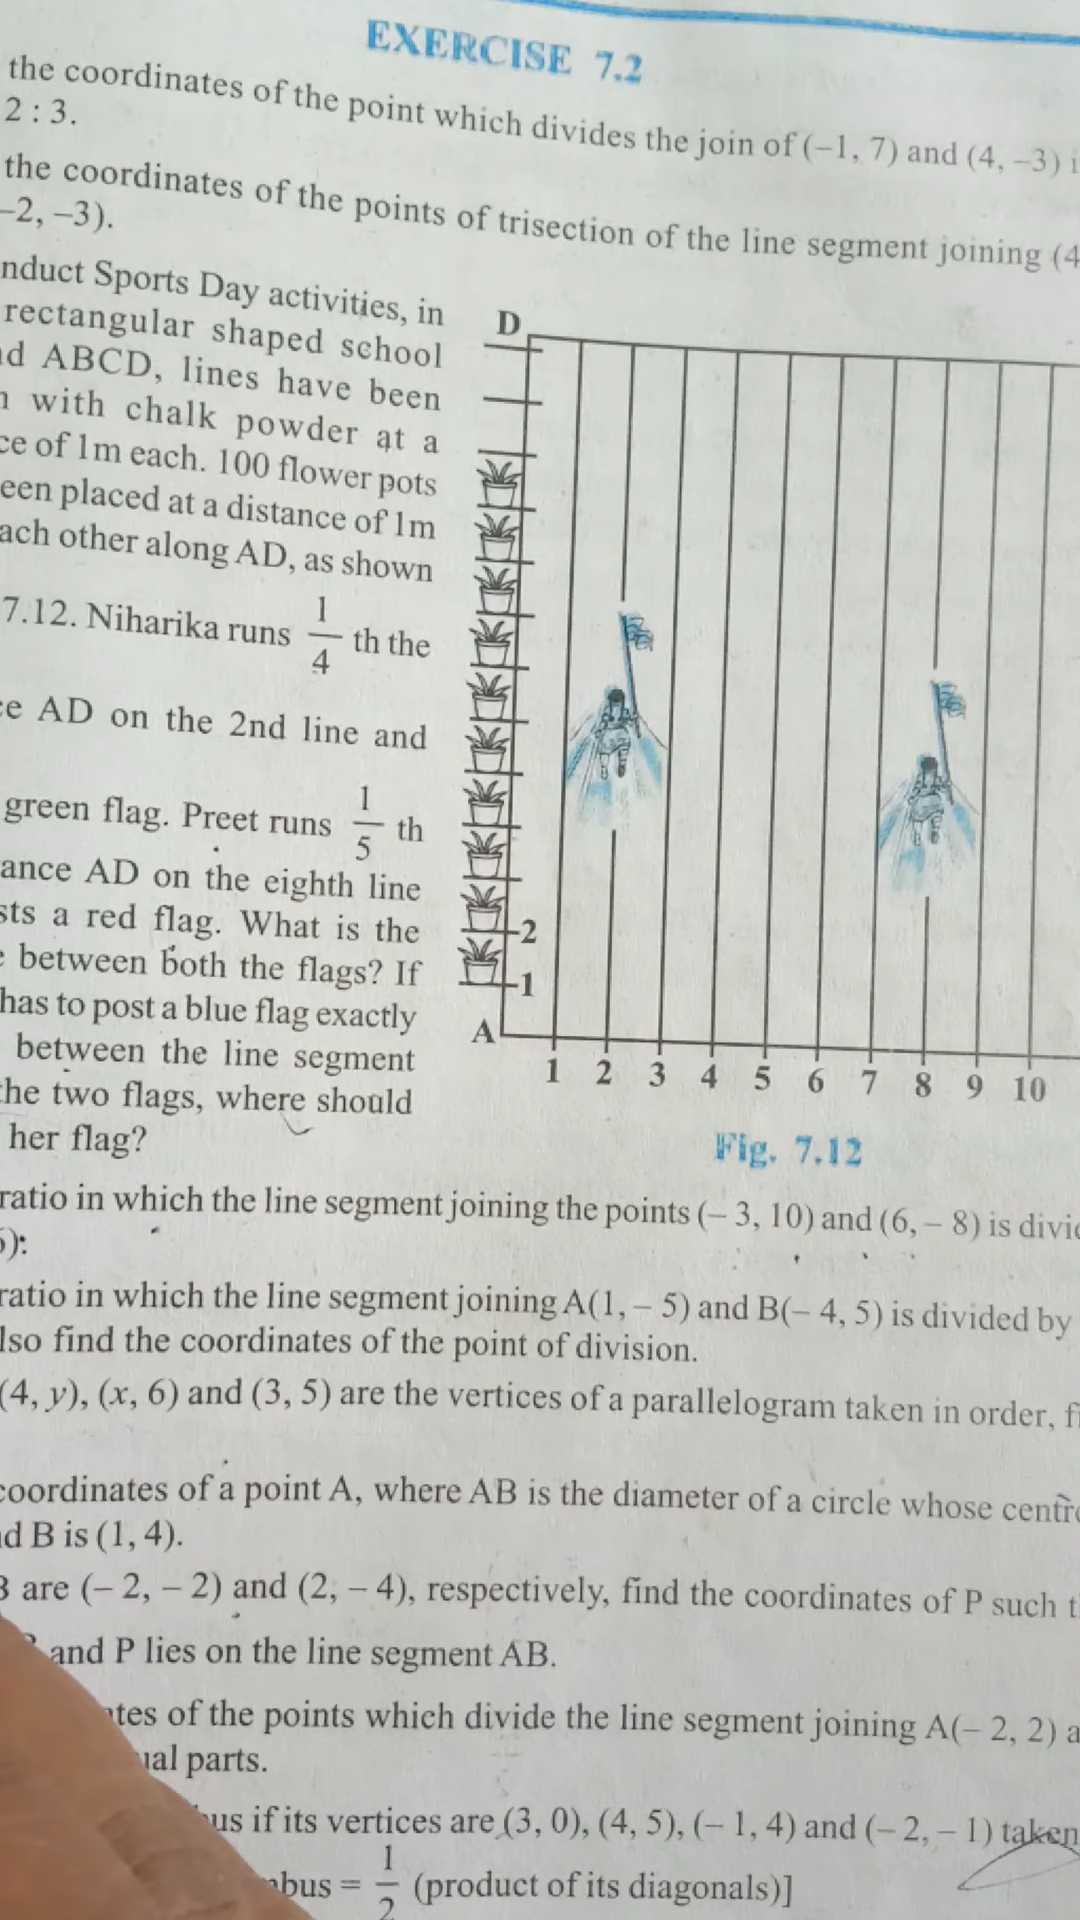 EXERCISE 7.2
the coordinates of the point which divides the join of (–1, 7) and (4, –3)
2 : 3.
the coordinates of the points of trisection of the line segment joining (4
–2, –3).
nduct Sports Day activities, in
rectangular shaped school
d ABCD, lines have been
with chalk powder at a
ce of 1m each. 100 flower pots
een placed at a distance of 1m
ach other along AD, as shown
7.12. Niharika runs 1/4 th the
ce AD on the 2nd line and
green flag. Preet runs 1/5 th
ance AD on the eighth line
sts a red flag. What is the
between both the flags? If
has to post a blue flag exactly
between the line segment
the two flags, where should
her flag?
D
2
1
A
1 2 3 4 5 6 7 8 9 10
Fig. 7.12
ratio in which the line segment joining the points (– 3, 10) and (6, – 8) is divid
):
ratio in which the line segment joining A(1, – 5) and B(– 4, 5) is divided by
lso find the coordinates of the point of division.
(4, y), (x, 6) and (3, 5) are the vertices of a parallelogram taken in order, f
coordinates of a point A, where AB is the diameter of a circle whose centr
d B is (1, 4).
B are (– 2, – 2) and (2, – 4), respectively, find the coordinates of P such t
and P lies on the line segment AB.
tes of the points which divide the line segment joining A(– 2, 2) a
ual parts.
us if its vertices are (3, 0), (4, 5), (– 1, 4) and (– 2, – 1) taken
bus = 1/2 (product of its diagonals)]